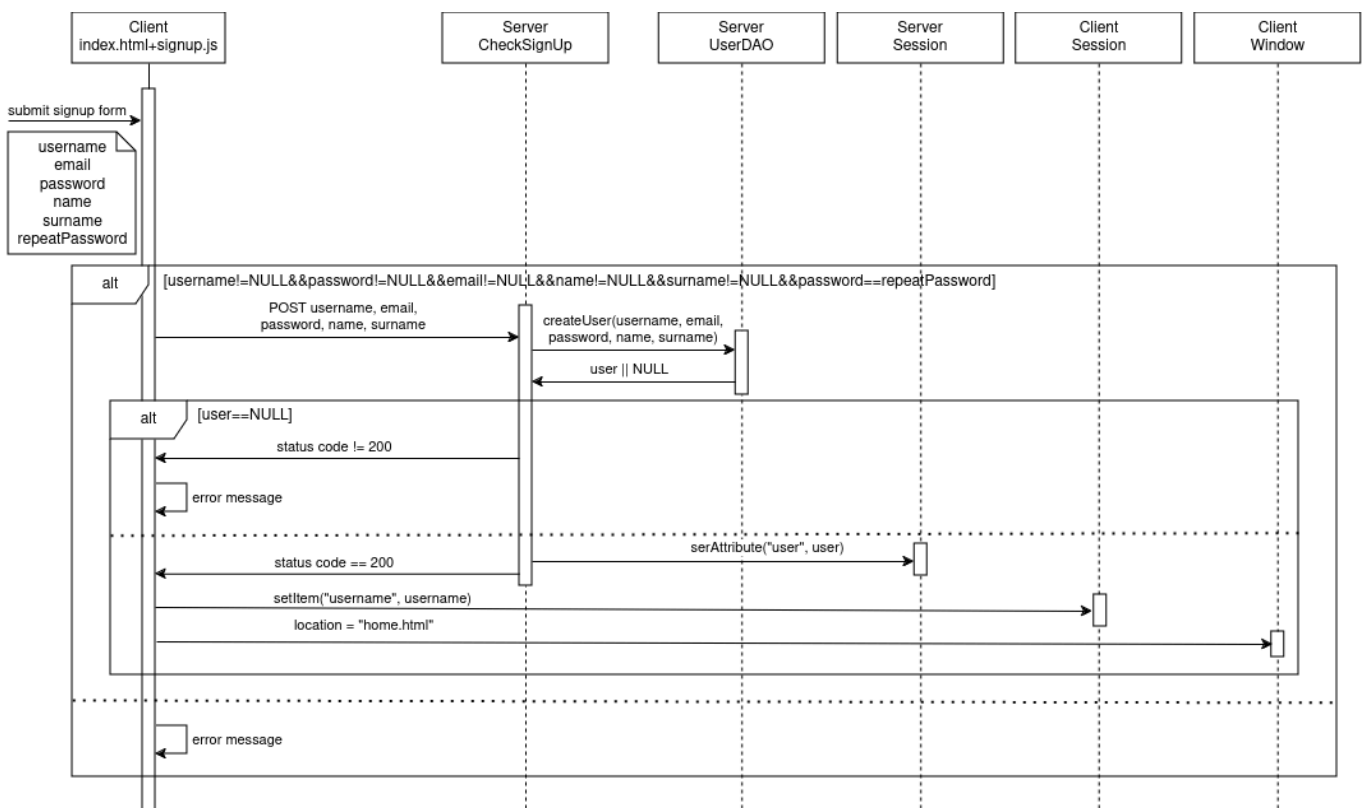 Client
index.html+signup.js
Server
CheckSignUp
Server
UserDAO
Server
Session
Client
Session
Client
Window
submit signup form
username
email
password
name
surname
repeatPassword
alt
[username!=NULL&&password!=NULL&&email!=NULL&&name!=NULL&&surname!=NULL&&password==repeatPassword]
POST username, email,
password, name, surname
createUser(username, email,
password, name, surname)
user || NULL
alt
[user==NULL]
status code != 200
error message
serAttribute("user", user)
status code == 200
setItem("username", username)
location = "home.html"
error message